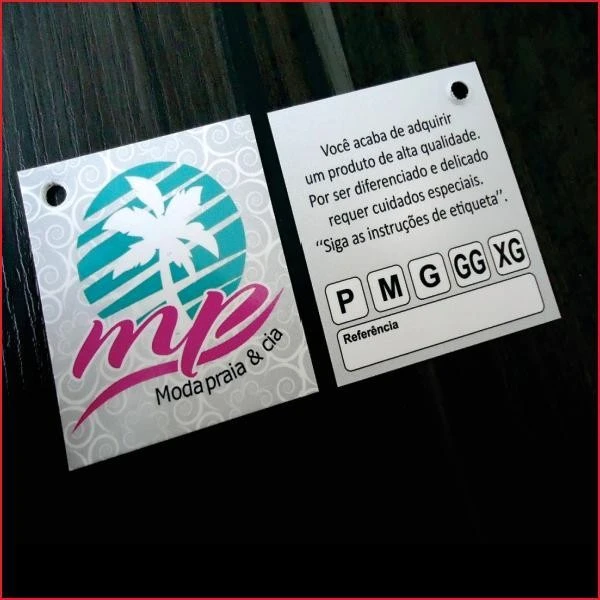 mp
Moda praia & cia
Você acaba de adquirir
um produto de alta qualidade.
Por ser diferenciado e delicado
requer cuidados especiais.
“Siga as instruções de etiqueta”.
P M G GG XG
Referência